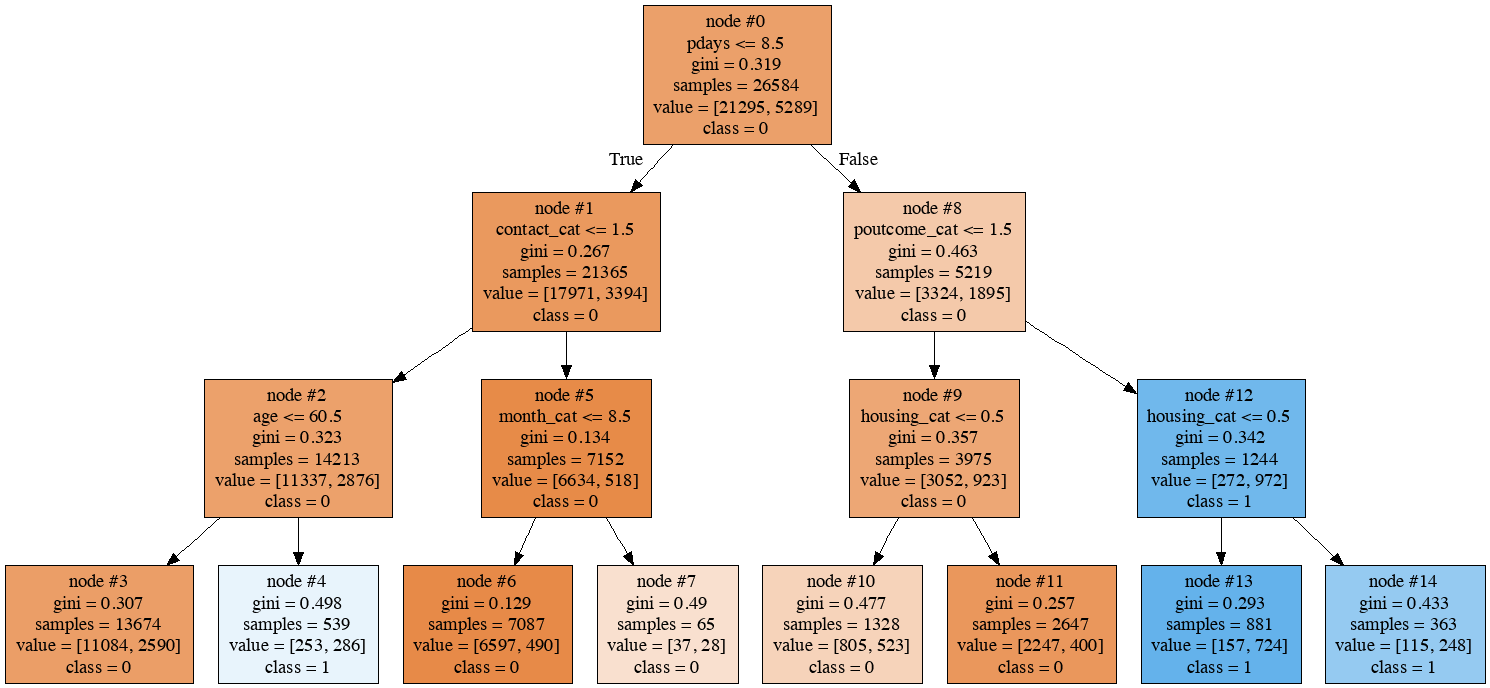 node #0
pdays <= 8.5
gini = 0.319
samples = 26584
value = [21295, 5289]
class = 0
True
False
node #1
contact_cat <= 1.5
gini = 0.267
samples = 21365
value = [17971, 3394]
class = 0
node #8
poutcome_cat <= 1.5
gini = 0.463
samples = 5219
value = [3324, 1895]
class = 0
node #2
age <= 60.5
gini = 0.323
samples = 14213
value = [11337, 2876]
class = 0
node #5
month_cat <= 8.5
gini = 0.134
samples = 7152
value = [6634, 518]
class = 0
node #9
housing_cat <= 0.5
gini = 0.357
samples = 3975
value = [3052, 923]
class = 0
node #12
housing_cat <= 0.5
gini = 0.342
samples = 1244
value = [272, 972]
class = 1
node #3
gini = 0.307
samples = 13674
value = [11084, 2590]
class = 0
node #4
gini = 0.498
samples = 539
value = [253, 286]
class = 1
node #6
gini = 0.129
samples = 7087
value = [6597, 490]
class = 0
node #7
gini = 0.49
samples = 65
value = [37, 28]
class = 0
node #10
gini = 0.477
samples = 1328
value = [805, 523]
class = 0
node #11
gini = 0.257
samples = 2647
value = [2247, 400]
class = 0
node #13
gini = 0.293
samples = 881
value = [157, 724]
class = 1
node #14
gini = 0.433
samples = 363
value = [115, 248]
class = 1